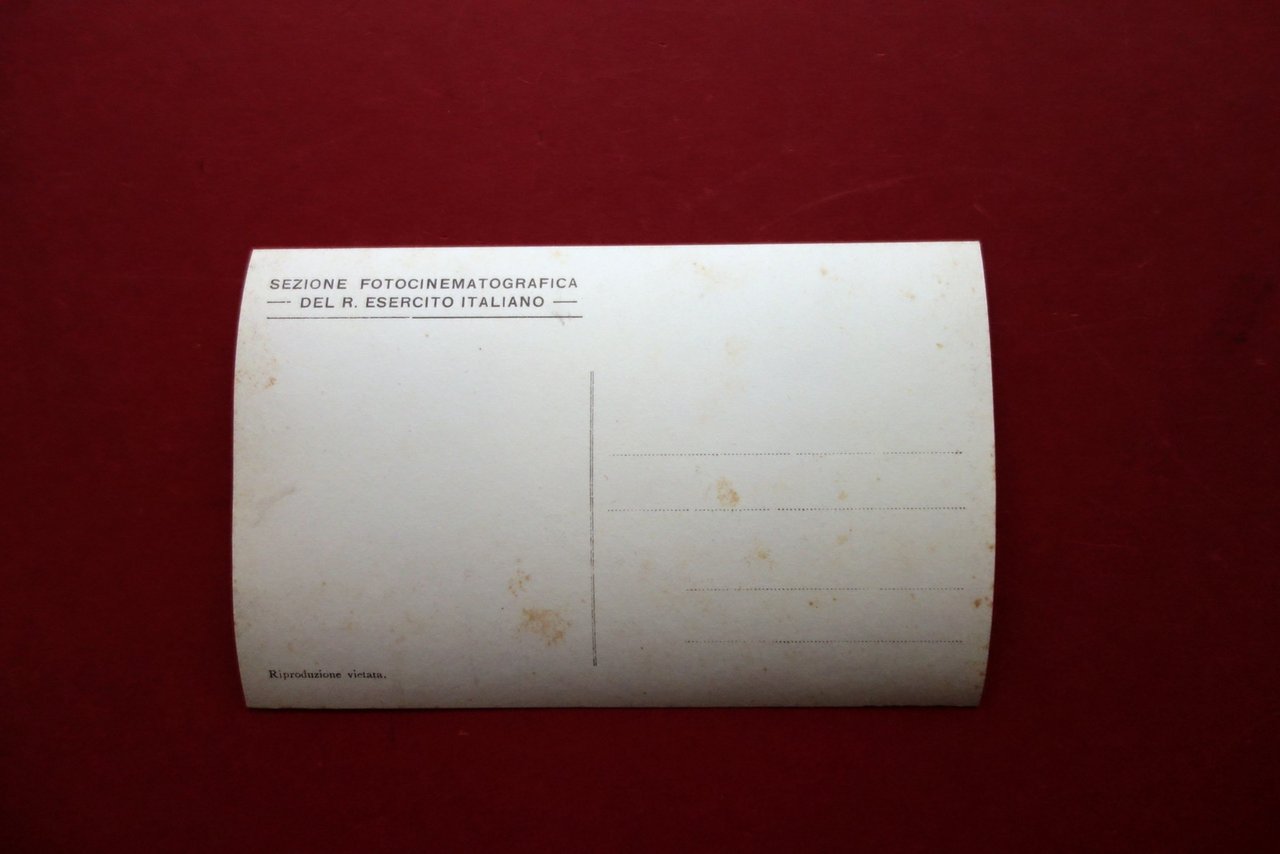 SEZIONE FOTOCINEMATOGRAFICA
DEL R. ESERCITO ITALIANO
Riproduzione vietata.